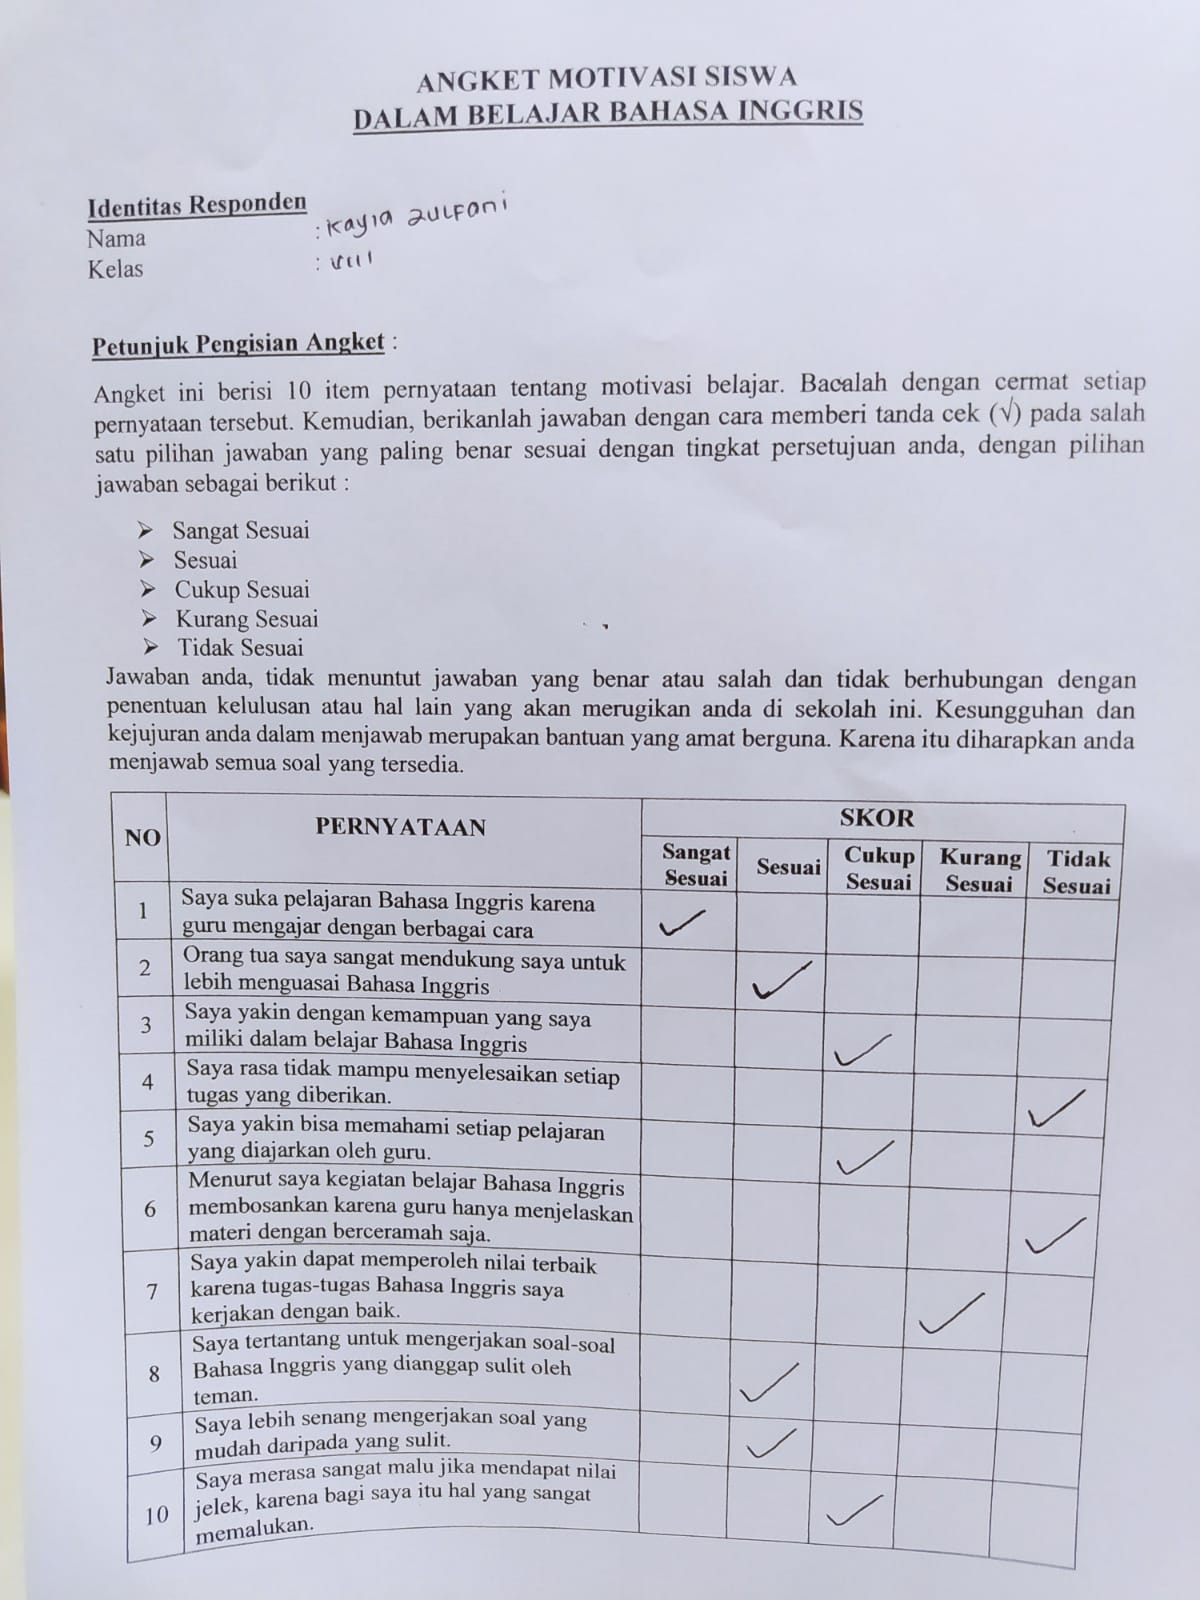 ANGKET MOTIVASI SISWA
DALAM BELAJAR BAHASA INGGRIS
Identitas Responden
Nama : Kayla Zulfani
Kelas : VIII
Petunjuk Pengisian Angket :
Angket ini berisi 10 item pernyataan tentang motivasi belajar. Bacalah dengan cermat setiap
pernyataan tersebut. Kemudian, berikanlah jawaban dengan cara memberi tanda cek (√) pada salah
satu pilihan jawaban yang paling benar sesuai dengan tingkat persetujuan anda, dengan pilihan
jawaban sebagai berikut :
➢ Sangat Sesuai
➢ Sesuai
➢ Cukup Sesuai
➢ Kurang Sesuai
➢ Tidak Sesuai
Jawaban anda, tidak menuntut jawaban yang benar atau salah dan tidak berhubungan dengan
penentuan kelulusan atau hal lain yang akan merugikan anda di sekolah ini. Kesungguhan dan
kejujuran anda dalam menjawab merupakan bantuan yang amat berguna. Karena itu diharapkan anda
menjawab semua soal yang tersedia.
NO PERNYATAAN SKOR
Sangat Sesuai Sesuai Cukup Sesuai Kurang Sesuai Tidak Sesuai
1 Saya suka pelajaran Bahasa Inggris karena
guru mengajar dengan berbagai cara ✓
2 Orang tua saya sangat mendukung saya untuk
lebih menguasai Bahasa Inggris ✓
3 Saya yakin dengan kemampuan yang saya
miliki dalam belajar Bahasa Inggris ✓
4 Saya rasa tidak mampu menyelesaikan setiap
tugas yang diberikan. ✓
5 Saya yakin bisa memahami setiap pelajaran
yang diajarkan oleh guru. ✓
6 Menurut saya kegiatan belajar Bahasa Inggris
membosankan karena guru hanya menjelaskan
materi dengan berceramah saja. ✓
7 Saya yakin dapat memperoleh nilai terbaik
karena tugas-tugas Bahasa Inggris saya
kerjakan dengan baik. ✓
8 Saya tertantang untuk mengerjakan soal-soal
Bahasa Inggris yang dianggap sulit oleh
teman. ✓
9 Saya lebih senang mengerjakan soal yang
mudah daripada yang sulit. ✓
10 Saya merasa sangat malu jika mendapat nilai
jelek, karena bagi saya itu hal yang sangat
memalukan. ✓